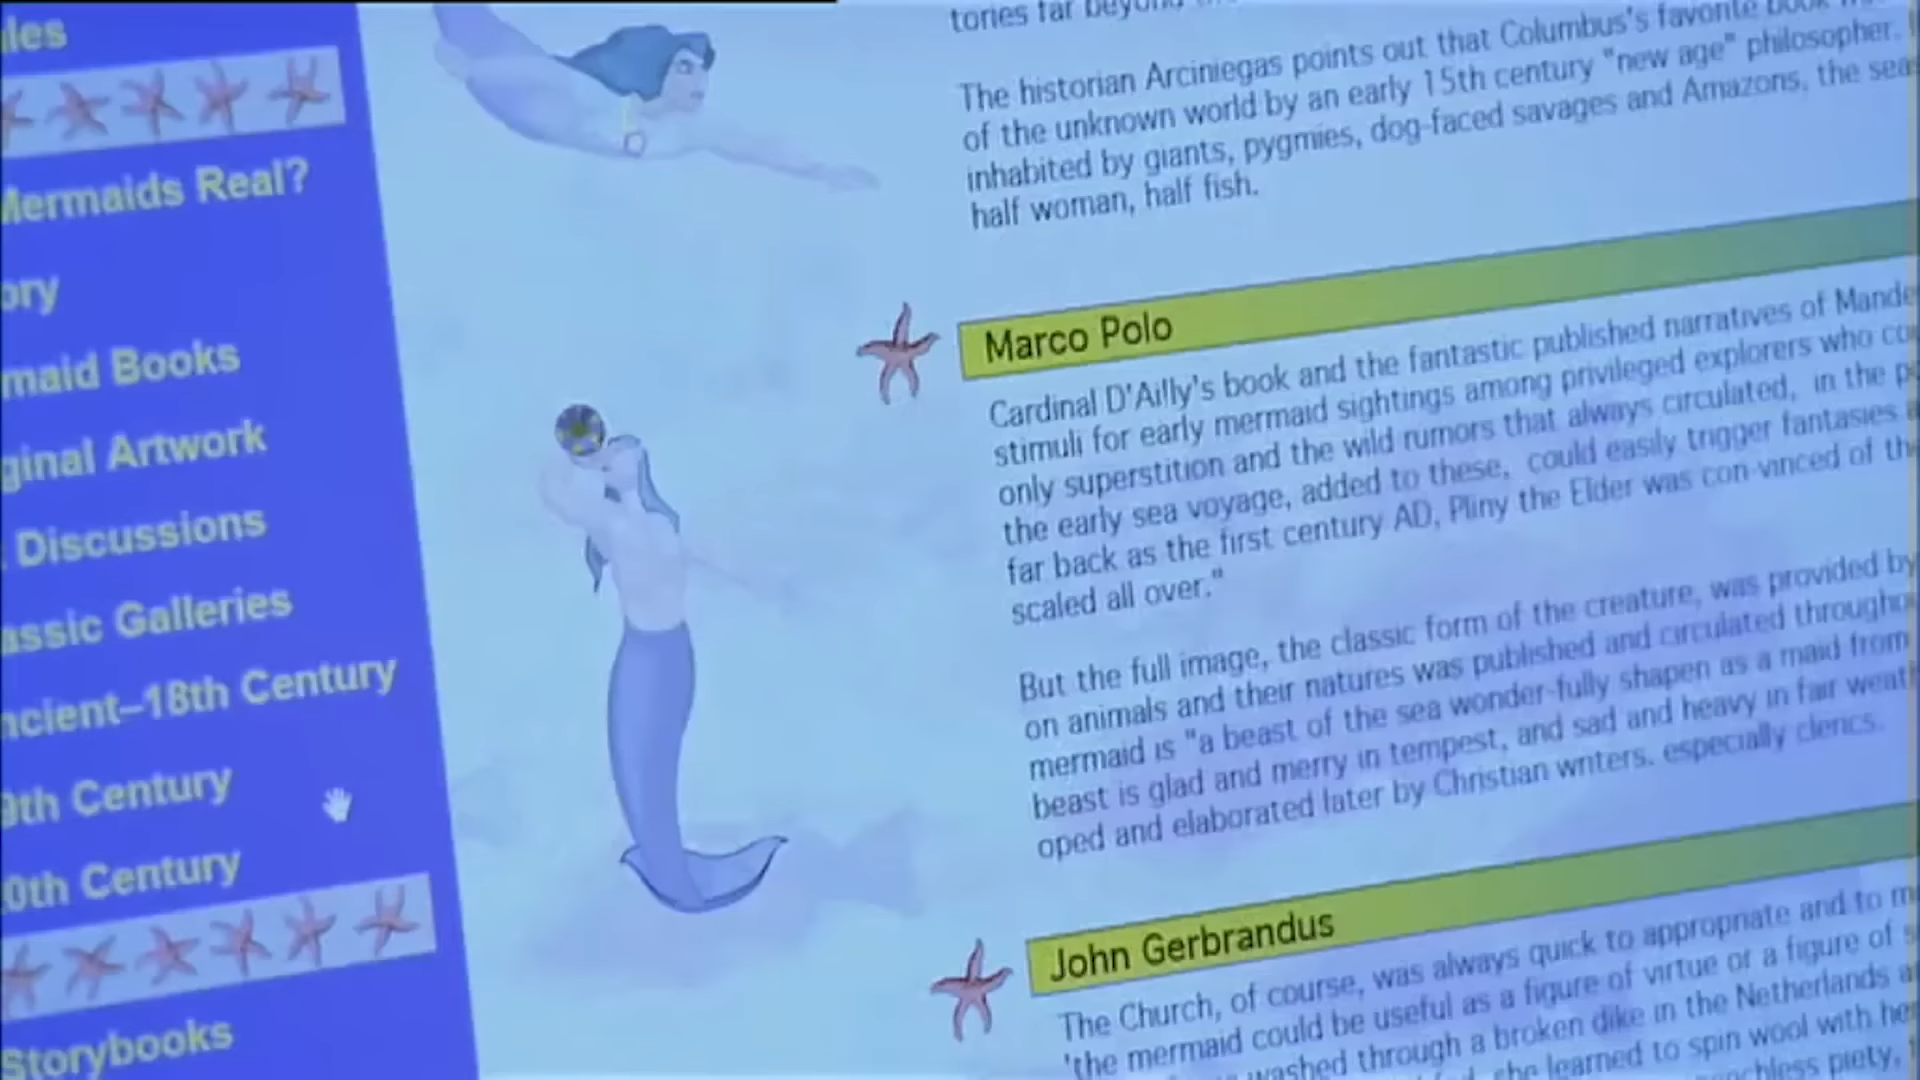 les
Mermaids Real?
ory
maid Books
ginal Artwork
Discussions
assic Galleries
ncient–18th Century
9th Century
0th Century
Storybooks
tories far beyond
The historian Arciniegas points out that Columbus's favorite book
of the unknown world by an early 15th century "new age" philosopher.
inhabited by giants, pygmies, dog-faced savages and Amazons, the sea
half woman, half fish.
Marco Polo
Cardinal D'Ailly's book and the fantastic published narratives of Mande
stimuli for early mermaid sightings among privileged explorers who co
only superstition and the wild rumors that always circulated, in the p
the early sea voyage, added to these, could easily trigger fantasies
far back as the first century AD, Pliny the Elder was con-vinced of th
scaled all over."
But the full image, the classic form of the creature, was provided by
on animals and their natures was published and circulated througho
mermaid is "a beast of the sea wonder-fully shapen as a maid from
beast is glad and merry in tempest, and sad and heavy in fair weat
oped and elaborated later by Christian writers, especially clerics.
John Gerbrandus
The Church, of course, was always quick to appropriate and to m
'the mermaid could be useful as a figure of virtue or a figure of s
washed through a broken dike in the Netherlands a
she learned to spin wool with he
chless piety,